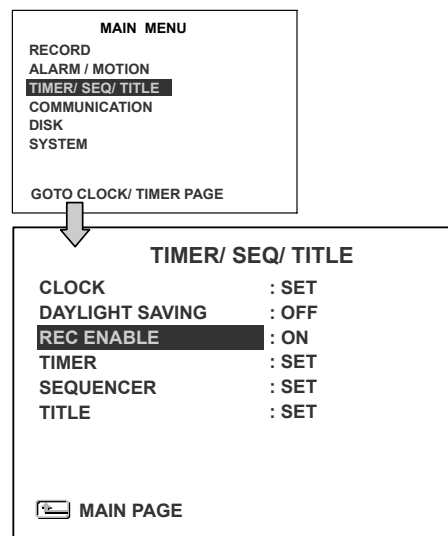 MAIN MENU
RECORD
ALARM / MOTION
TIMER/ SEQ/ TITLE
COMMUNICATION
DISK
SYSTEM
GOTO CLOCK/ TIMER PAGE
TIMER/ SEQ/ TITLE
CLOCK : SET
DAYLIGHT SAVING : OFF
REC ENABLE : ON
TIMER : SET
SEQUENCER : SET
TITLE : SET
MAIN PAGE